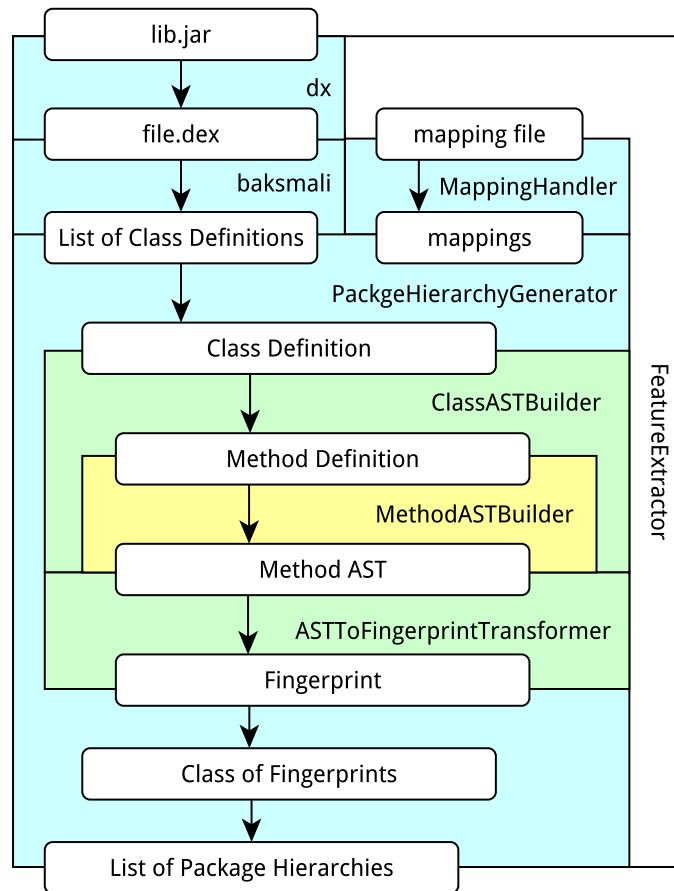 lib.jar
dx
file.dex
mapping file
baksmali
MappingHandler
List of Class Definitions
mappings
PackgeHierarchyGenerator
Class Definition
ClassASTBuilder
FeatureExtractor
Method Definition
MethodASTBuilder
Method AST
ASTToFingerprintTransformer
Fingerprint
Class of Fingerprints
List of Package Hierarchies